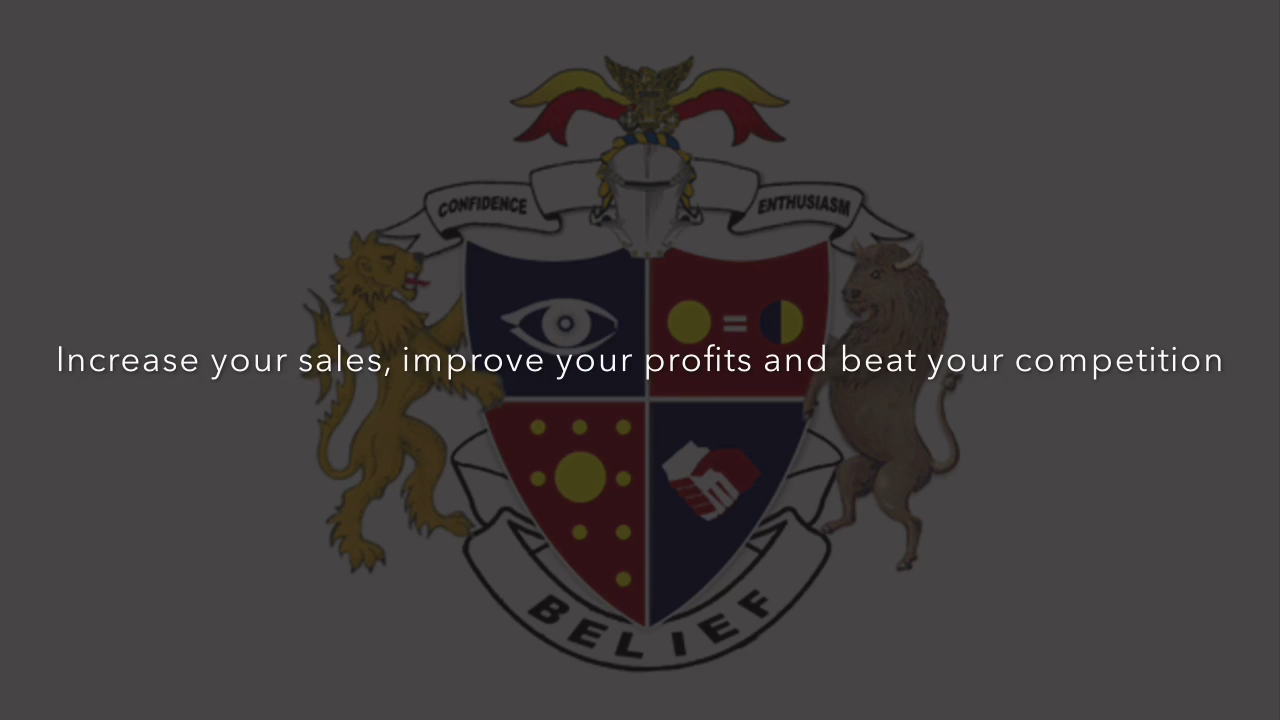 CONFIDENCE
ENTHUSIASM
Increase your sales, improve your profits and beat your competition
BELIEF